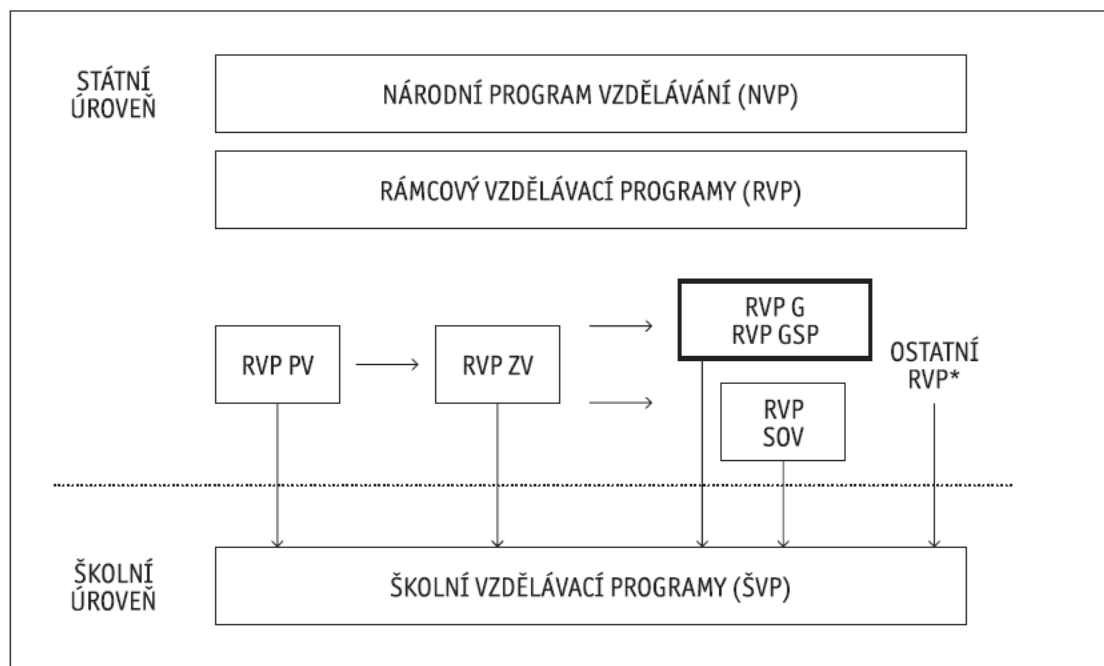 STÁTNÍ
ÚROVEŇ
NÁRODNÍ PROGRAM VZDĚLÁVÁNÍ (NVP)
RÁMCOVÝ VZDĚLÁVACÍ PROGRAMY (RVP)
RVP PV
RVP ZV
RVP G
RVP GSP
RVP
SOV
OSTATNÍ
RVP*
ŠKOLNÍ
ÚROVEŇ
ŠKOLNÍ VZDĚLÁVACÍ PROGRAMY (ŠVP)